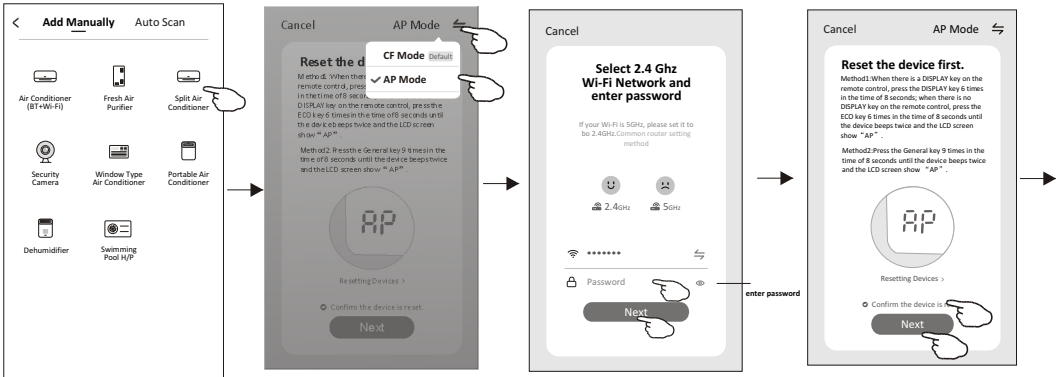 Add Manually Auto Scan
Air Conditioner
(BT+Wi-Fi)
Fresh Air
Purifier
Split Air
Conditioner
Security
Camera
Window Type
Air Conditioner
Portable Air
Conditioner
Dehumidifier
Swimming
Pool H/P
Cancel AP Mode
CF Mode Default
AP Mode
Reset the d
Method1:When there
remote control, press
in the time of 8 seconds
DISPLAY key on the remote control, press the
ECO key 6 times in the time of 8 seconds until
the device beeps twice and the LCD screen
show “AP”.
Method2: Press the General key 9 times in the
time of 8 seconds until the device beeps twice
and the LCD screen show “AP”.
AP
Resetting Devices >
Confirm the device is reset.
Next
Cancel
Select 2.4 Ghz
Wi-Fi Network and
enter password
If your Wi-Fi is 5GHz, please set it to
bo 2.4GHz.Common router setting
method
2.4GHz 5GHz
•••••••
Password
enter password
Next
Cancel AP Mode
Reset the device first.
Method1:When there is a DISPLAY key on the
remote control, press the DISPLAY key 6 times
in the time of 8 seconds; when there is no
DISPLAY key on the remote control, press the
ECO key 6 times in the time of 8 seconds until
the device beeps twice and the LCD screen
show “AP”.
Method2:Press the General key 9 times in the
time of 8 seconds until the device beeps twice
and the LCD screen show “AP”.
AP
Resetting Devices >
Confirm the device is re
Next